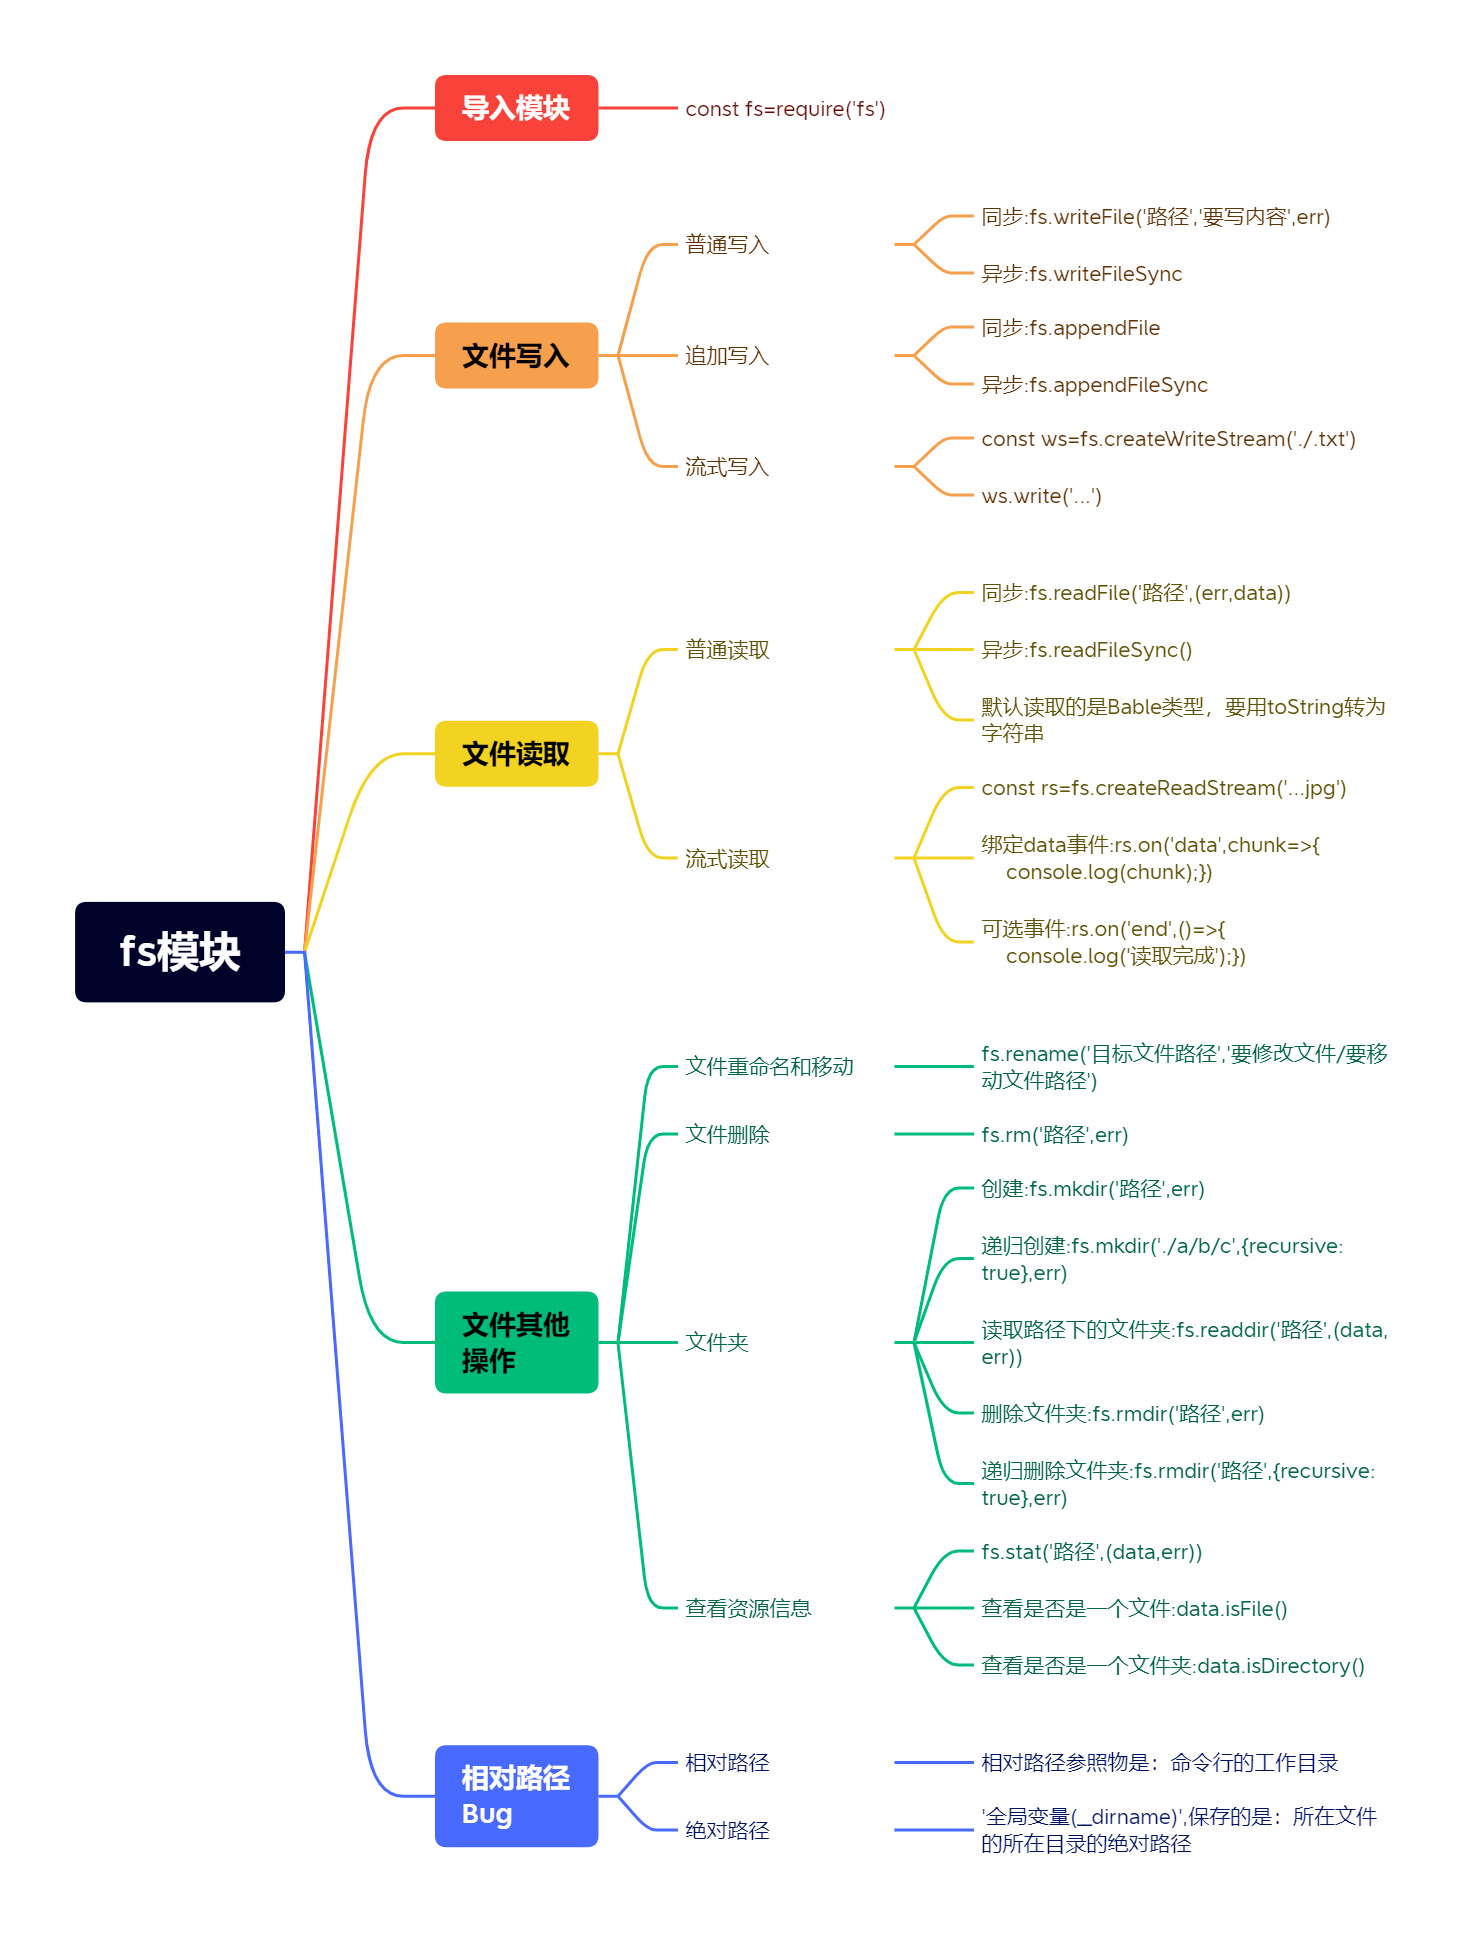 fs模块
导入模块
const fs=require('fs')
文件写入
普通写入
同步:fs.writeFile('路径','要写内容',err)
异步:fs.writeFileSync
追加写入
同步:fs.appendFile
异步:fs.appendFileSync
流式写入
const ws=fs.createWriteStream('./.txt')
ws.write('...')
文件读取
普通读取
同步:fs.readFile('路径',(err,data))
异步:fs.readFileSync()
默认读取的是Bable类型，要用toString转为
字符串
流式读取
const rs=fs.createReadStream('...jpg')
绑定data事件:rs.on('data',chunk=>{
console.log(chunk);})
可选事件:rs.on('end',()=>{
console.log('读取完成');})
文件其他
操作
文件重命名和移动
fs.rename('目标文件路径','要修改文件/要移
动文件路径')
文件删除
fs.rm('路径',err)
文件夹
创建:fs.mkdir('路径',err)
递归创建:fs.mkdir('./a/b/c',{recursive:
true},err)
读取路径下的文件夹:fs.readdir('路径',(data,
err))
删除文件夹:fs.rmdir('路径',err)
递归删除文件夹:fs.rmdir('路径',{recursive:
true},err)
查看资源信息
fs.stat('路径',(data,err))
查看是否是一个文件:data.isFile()
查看是否是一个文件夹:data.isDirectory()
相对路径
Bug
相对路径
相对路径参照物是：命令行的工作目录
绝对路径
'全局变量(__dirname)',保存的是：所在文件
的所在目录的绝对路径